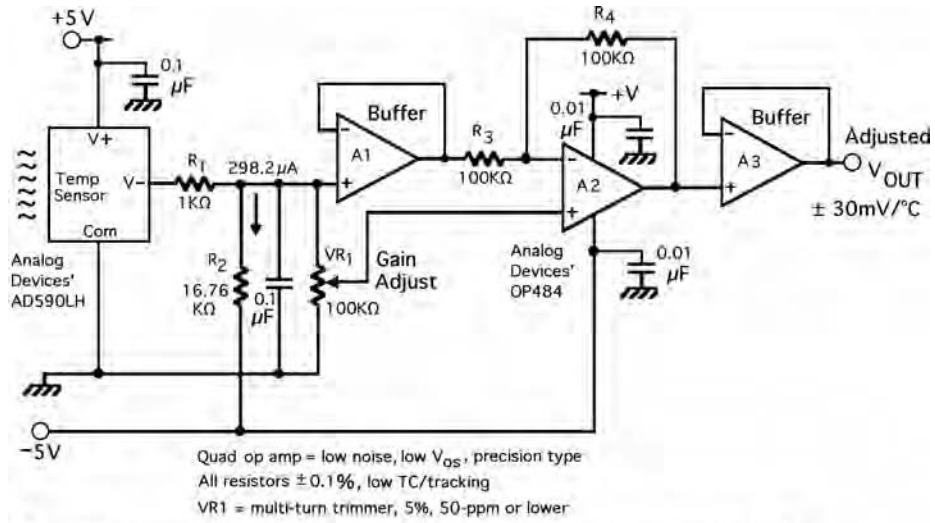 +5V
0.1
µF
V+
Temp
Sensor
V−
Com
Analog
Devices'
AD590LH
R1
1KΩ
298.2µA
R2
16.76
KΩ
0.1
µF
VR1
100KΩ
Gain
Adjust
Buffer
−
A1
+
R3
100KΩ
R4
100KΩ
0.01
µF
+V
−
A2
+
Analog
Devices'
OP484
0.01
µF
Buffer
−
A3
+
Adjusted
VOUT
± 30mV/°C
−5V
Quad op amp = low noise, low VOS, precision type
All resistors ±0.1%, low TC/tracking
VR1 = multi-turn trimmer, 5%, 50-ppm or lower